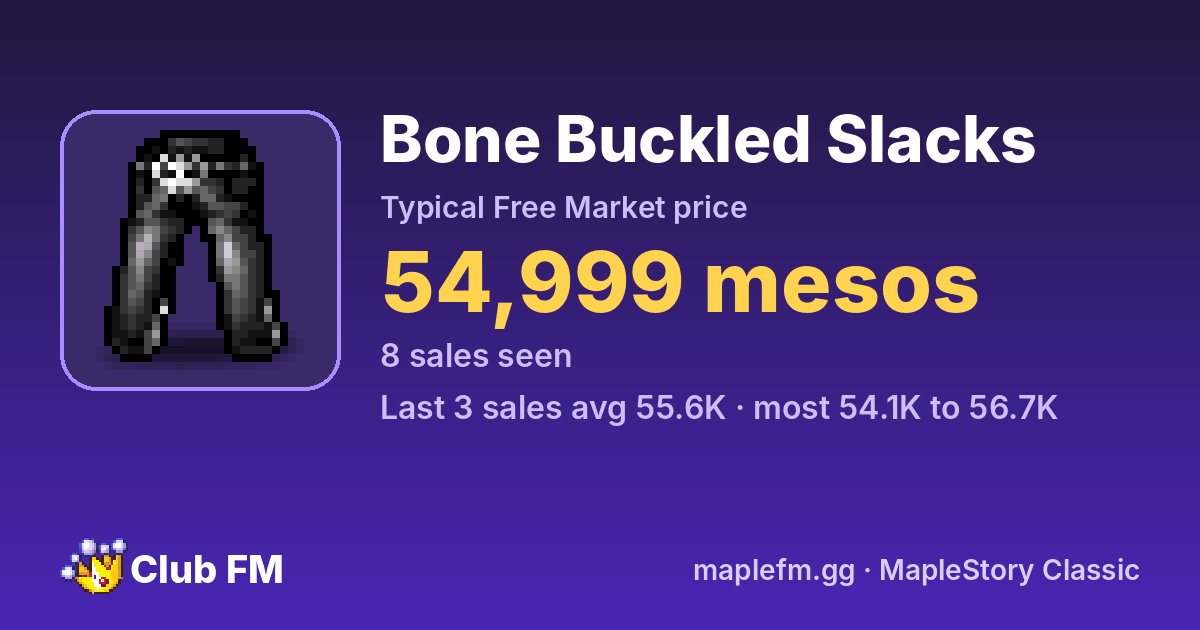 Bone Buckled Slacks
Typical Free Market price
54,999 mesos
8 sales seen
Last 3 sales avg 55.6K · most 54.1K to 56.7K
Club FM
maplefm.gg · MapleStory Classic